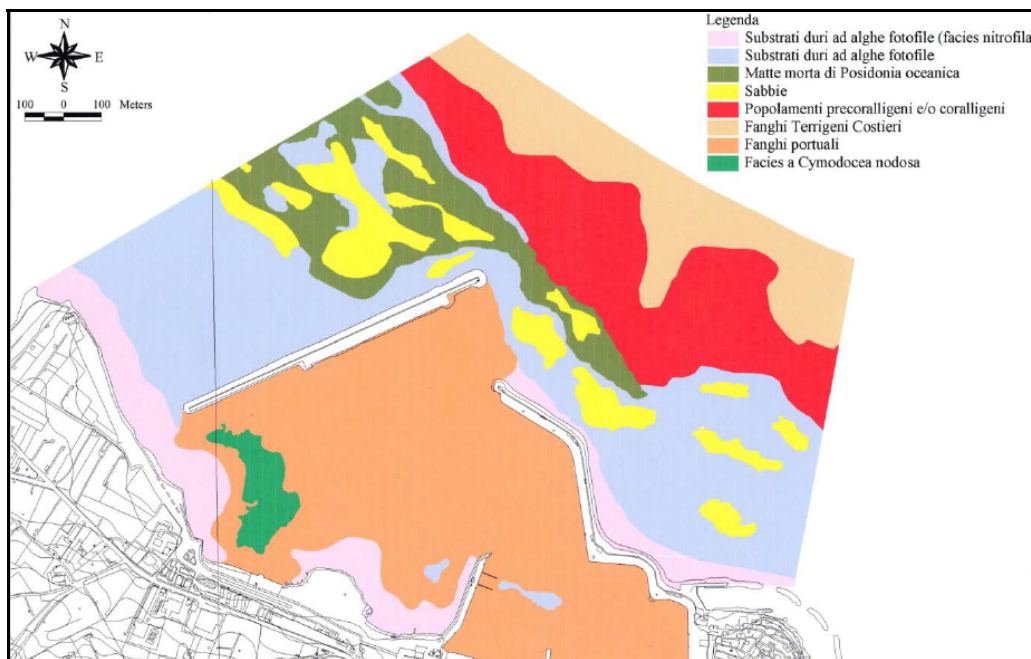 N
W E
S
100 0 100 Meters
Legenda
Substrati duri ad alghe fotofile (facies nitrofila
Substrati duri ad alghe fotofile
Matte morta di Posidonia oceanica
Sabbie
Popolamenti precoralligeni e/o coralligeni
Fanghi Terrigeni Costieri
Fanghi portuali
Facies a Cymodocea nodosa